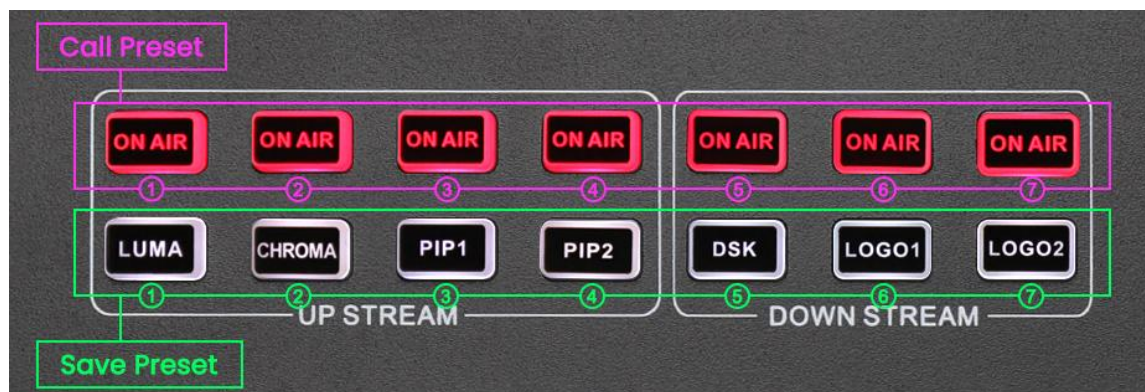 Call Preset
ON AIR ON AIR ON AIR ON AIR ON AIR ON AIR ON AIR
① ② ③ ④ ⑤ ⑥ ⑦
LUMA CHROMA PIP1 PIP2 DSK LOGO1 LOGO2
① ② ③ ④ ⑤ ⑥ ⑦
UP STREAM DOWN STREAM
Save Preset